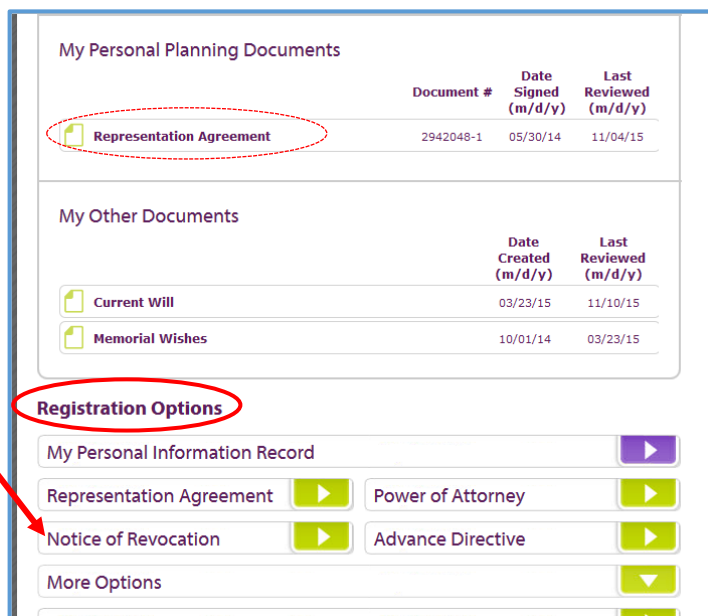 My Personal Planning Documents
Document # Date Signed (m/d/y) Last Reviewed (m/d/y)
Representation Agreement 2942048-1 05/30/14 11/04/15
My Other Documents
Date Created (m/d/y) Last Reviewed (m/d/y)
Current Will 03/23/15 11/10/15
Memorial Wishes 10/01/14 03/23/15
Registration Options
My Personal Information Record
Representation Agreement Power of Attorney
Notice of Revocation Advance Directive
More Options